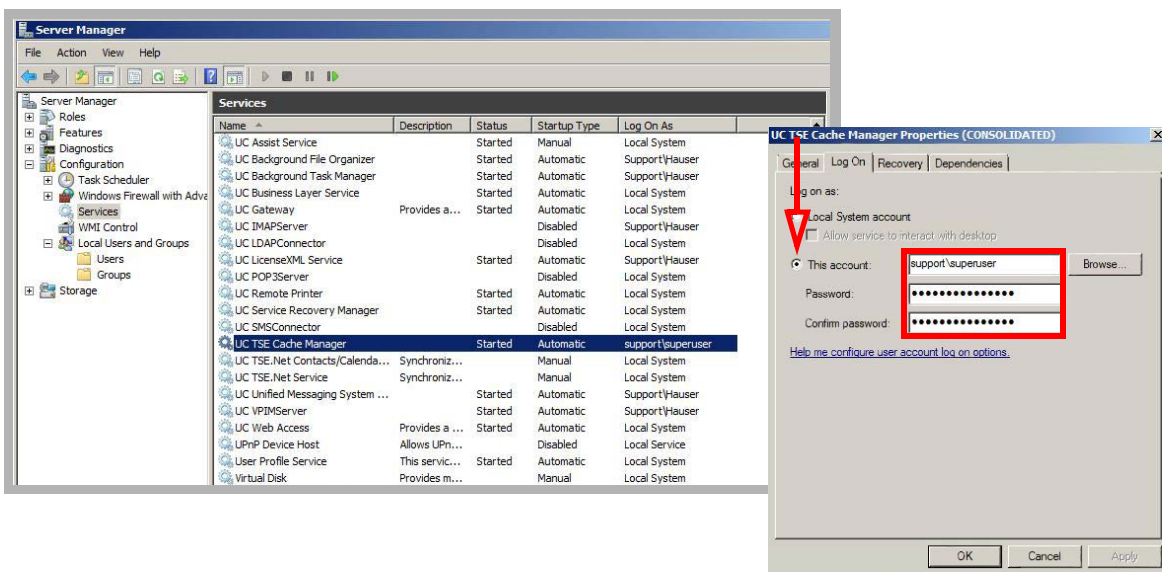 Server Manager
File Action View Help
Server Manager
Roles
Features
Diagnostics
Configuration
Task Scheduler
Windows Firewall with Adva
Services
WMI Control
Local Users and Groups
Users
Groups
Storage
Services
Name Description Status Startup Type Log On As
UC Assist Service Started Manual Local System
UC Background File Organizer Started Automatic Support\Hauser
UC Background Task Manager Started Automatic Support\Hauser
UC Business Layer Service Started Automatic Local System
UC Gateway Provides a... Started Automatic Local System
UC IMAPServer Disabled Support\Hauser
UC LDAPConnector Disabled Local System
UC LicenseXML Service Started Automatic Support\Hauser
UC POP3Server Disabled Local System
UC Remote Printer Started Automatic Local System
UC Service Recovery Manager Started Automatic Local System
UC SMSConnector Disabled Local System
UC TSE Cache Manager Started Automatic support\superuser
UC TSE.Net Contacts/Calenda... Synchroniz... Manual Local System
UC TSE.Net Service Synchroniz... Manual Local System
UC Unified Messaging System ... Started Automatic Support\Hauser
UC VPIMServer Started Automatic Support\Hauser
UC Web Access Provides a ... Started Automatic Local System
UPnP Device Host Allows UPn... Disabled Local Service
User Profile Service This servic... Started Automatic Local System
Virtual Disk Provides m... Manual Local System
UC TSE Cache Manager Properties (CONSOLIDATED)
General Log On Recovery Dependencies
Log on as:
Local System account
Allow service to interact with desktop
This account: support\superuser Browse...
Password: •••••••••••••••
Confirm password: •••••••••••••••
Help me configure user account log on options.
OK Cancel Apply